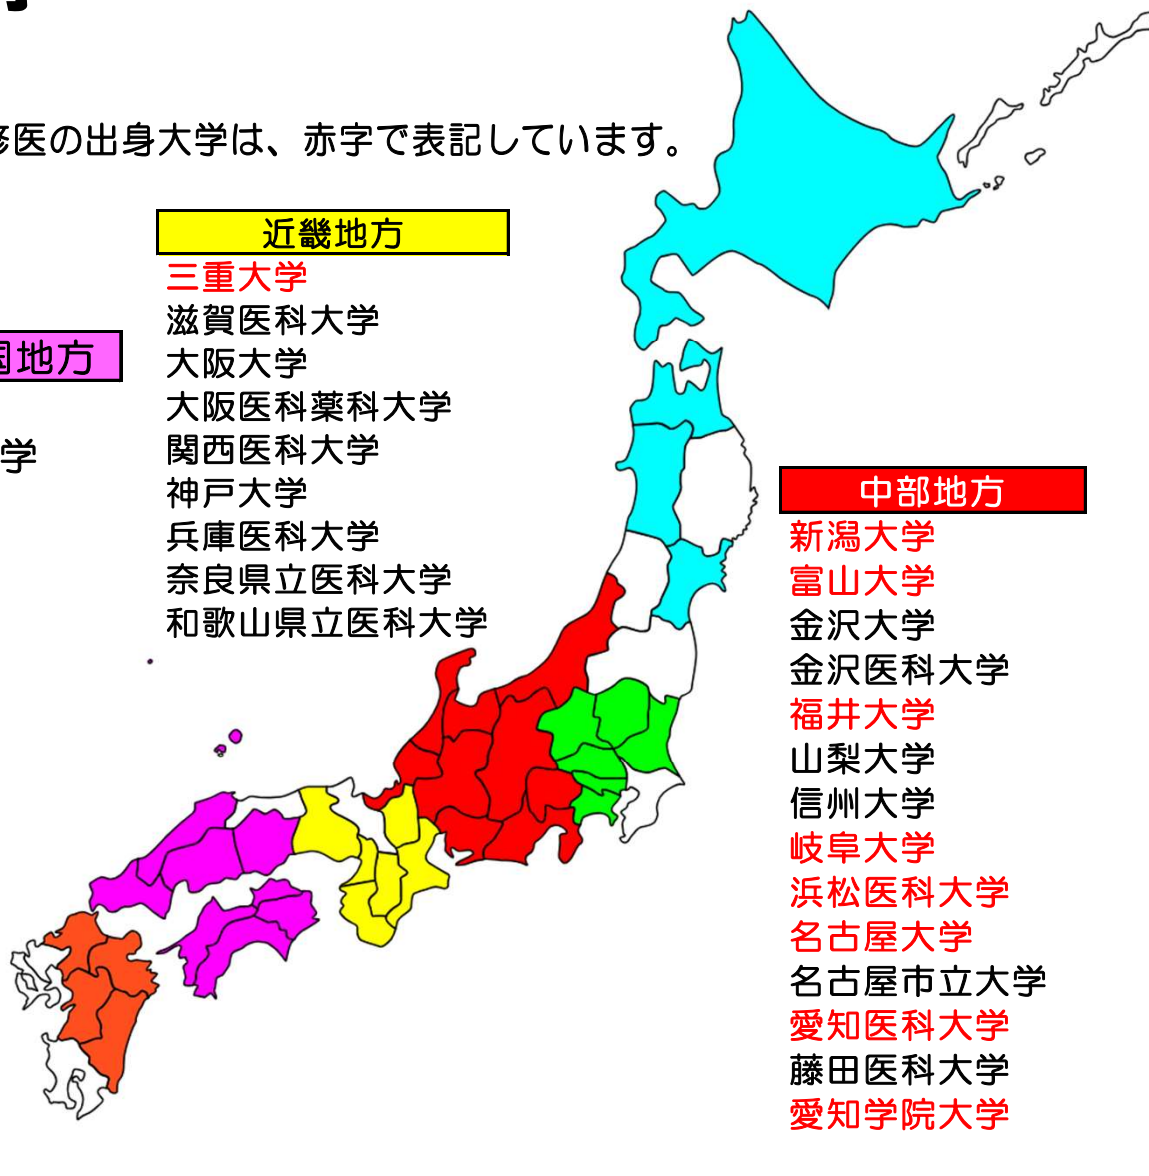 医の出身大学は、赤字で表記しています。
近畿地方
三重大学
滋賀医科大学
大阪大学
大阪医科薬科大学
関西医科大学
神戸大学
兵庫医科大学
奈良県立医科大学
和歌山県立医科大学
地方
学
中部地方
新潟大学
富山大学
金沢大学
金沢医科大学
福井大学
山梨大学
信州大学
岐阜大学
浜松医科大学
名古屋大学
名古屋市立大学
愛知医科大学
藤田医科大学
愛知学院大学